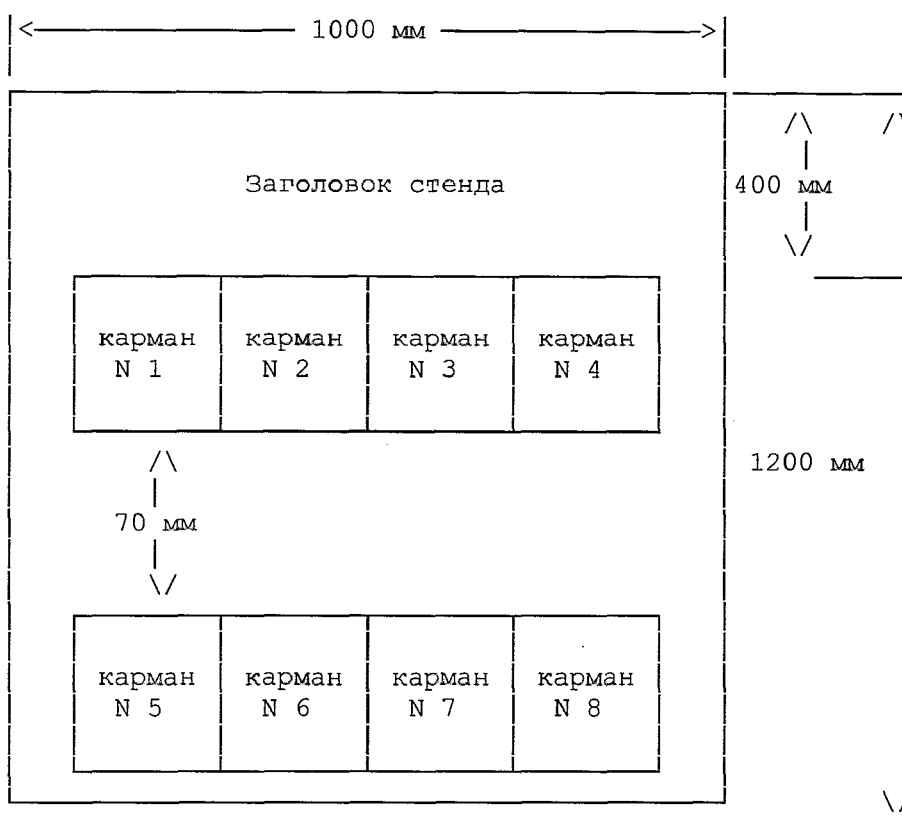 1000 мм
Заголовок стенда
400 мм
карман карман карман карман
N 1 N 2 N 3 N 4
1200 мм
70 мм
карман карман карман карман
N 5 N 6 N 7 N 8